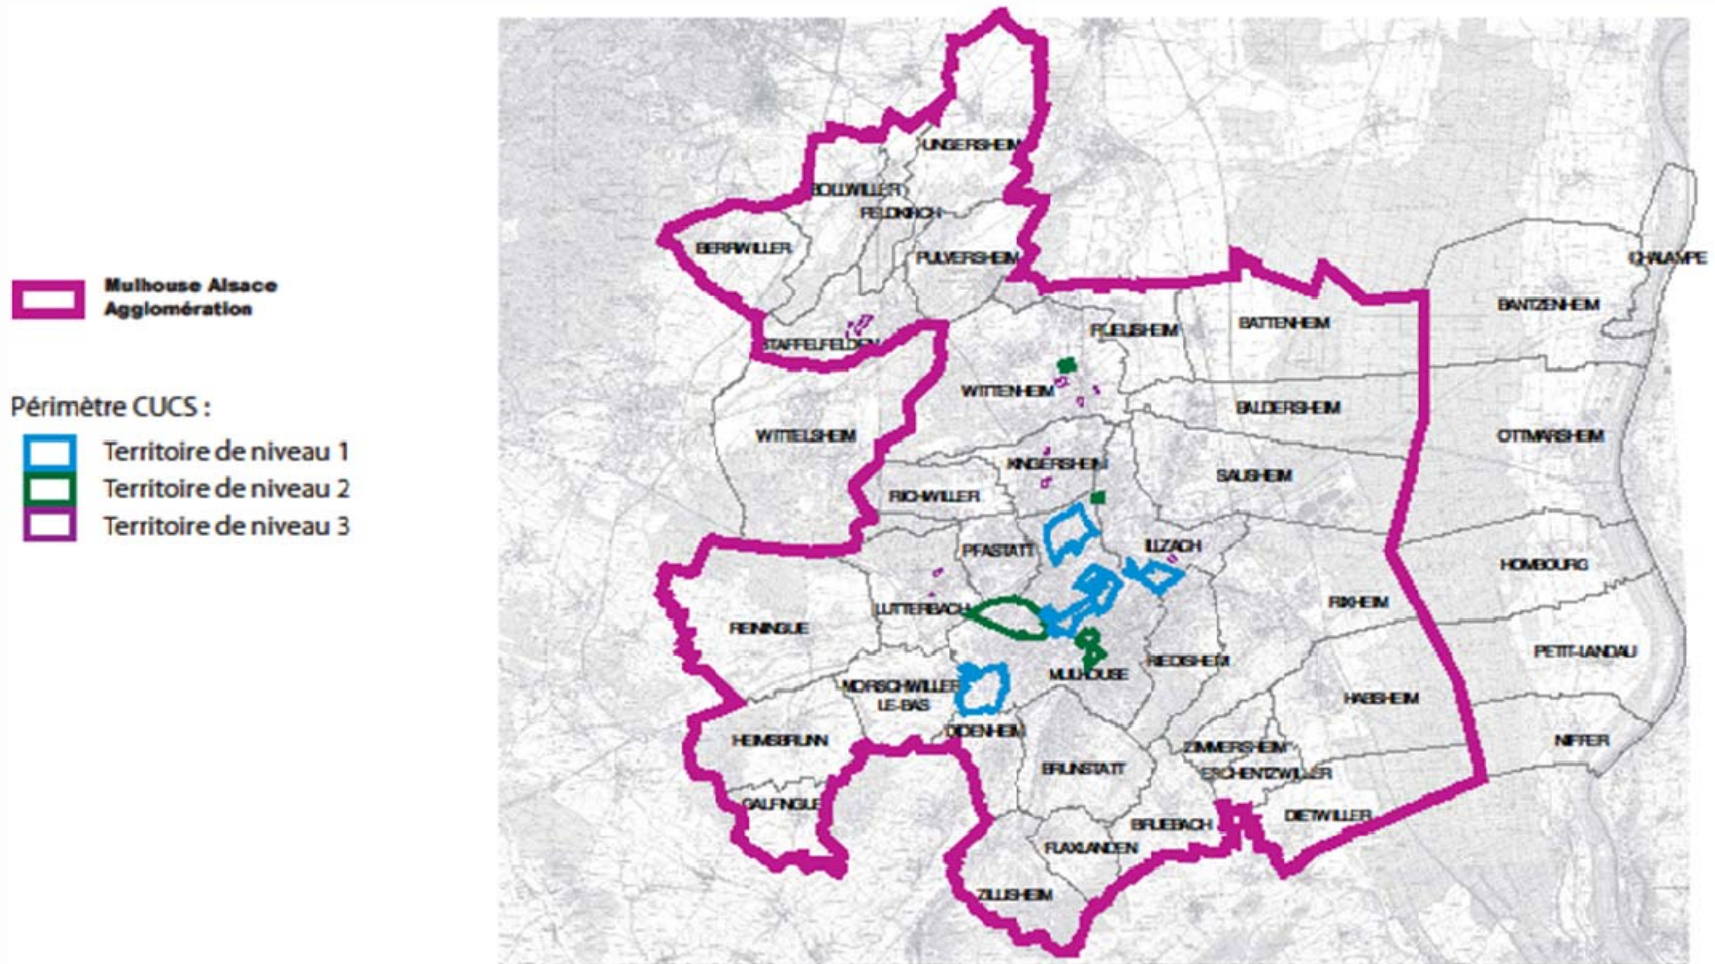 Mulhouse Alsace
Agglomération
Périmètre CUCS :
Territoire de niveau 1
Territoire de niveau 2
Territoire de niveau 3
UNGERSHEIM
BOLLWILLER
FELDKIRCH
BERRWILLER
PULVERSHEIM
CHALAMPE
BANTZENHEIM
STAFFELFELDEN
RUELISHEIM
BATTENHEIM
WITTENHEIM
BALDERSHEIM
WITTELSHEIM
OTTMARSHEIM
KINGERSHEIM
SAUSHEIM
RICHWILLER
PFASTATT
ILLZACH
HOMBOURG
LUTTERBACH
RIXHEIM
REININGUE
PETIT-LANDAU
RIEDISHEIM
MULHOUSE
MORSCHWILLER
LE-BAS
HABSHEIM
DIDENHEIM
HEIMSBRUNN
ZIMMERSHEIM
NIFFER
BRUNSTATT
ESCHENTZWILLER
GALFINGUE
DIETWILLER
BRUEBACH
FLAXLANDEN
ZILLISHEIM